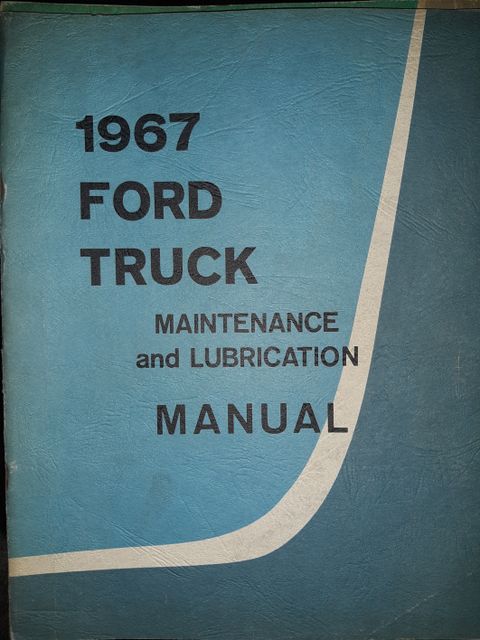 1967
FORD
TRUCK
MAINTENANCE
and LUBRICATION
MANUAL